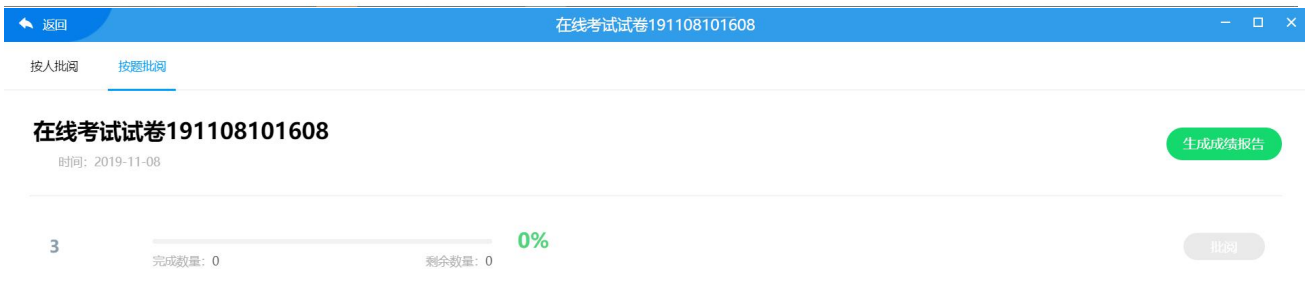 返回 在线考试试卷191108101608
按人批阅 按题批阅
在线考试试卷191108101608
生成成绩报告
时间：2019-11-08
3 0%
完成数量：0 剩余数量：0
批阅